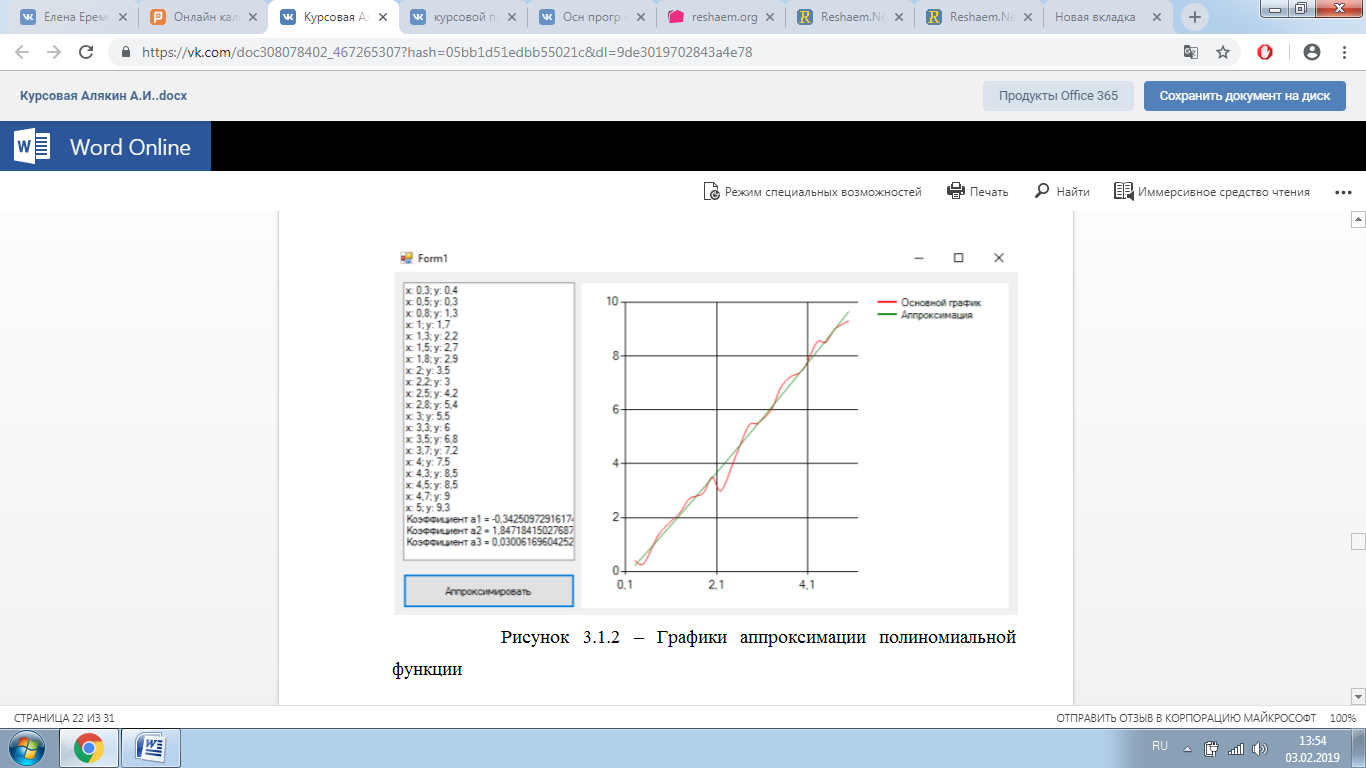 Елена Ерем
Онлайн кал
Курсовая Ал
курсовой п
Осн прогр
reshaem.org
Reshaem.Ne
Reshaem.Ne
Новая вкладка
https://vk.com/doc308078402_467265307?hash=05bb1d51edbb55021c&dl=9de3019702843a4e78
Курсовая Алякин А.И..docx
Продукты Office 365
Сохранить документ на диск
Word Online
Режим специальных возможностей
Печать
Найти
Иммерсивное средство чтения
Form1
x: 0,3; y: 0,4
x: 0,5; y: 0,3
x: 0,8; y: 1,3
x: 1; y: 1,7
x: 1,3; y: 2,2
x: 1,5; y: 2,7
x: 1,8; y: 2,9
x: 2; y: 3,5
x: 2,2; y: 3
x: 2,5; y: 4,2
x: 2,8; y: 5,4
x: 3; y: 5,5
x: 3,3; y: 6
x: 3,5; y: 6,8
x: 3,7; y: 7,2
x: 4; y: 7,5
x: 4,3; y: 8,5
x: 4,5; y: 8,5
x: 4,7; y: 9
x: 5; y: 9,3
Коэффициент a1 = -0,3425097291617
Коэффициент a2 = 1,84718415027687
Коэффициент a3 = 0,03006169604252
Аппроксимировать
10
8
6
4
2
0
0,1 2,1 4,1
Основной график
Аппроксимация
Рисунок 3.1.2 – Графики аппроксимации полиномиальной
функции
СТРАНИЦА 22 ИЗ 31
ОТПРАВИТЬ ОТЗЫВ В КОРПОРАЦИЮ МАЙКРОСОФТ 100%
RU
13:54
03.02.2019